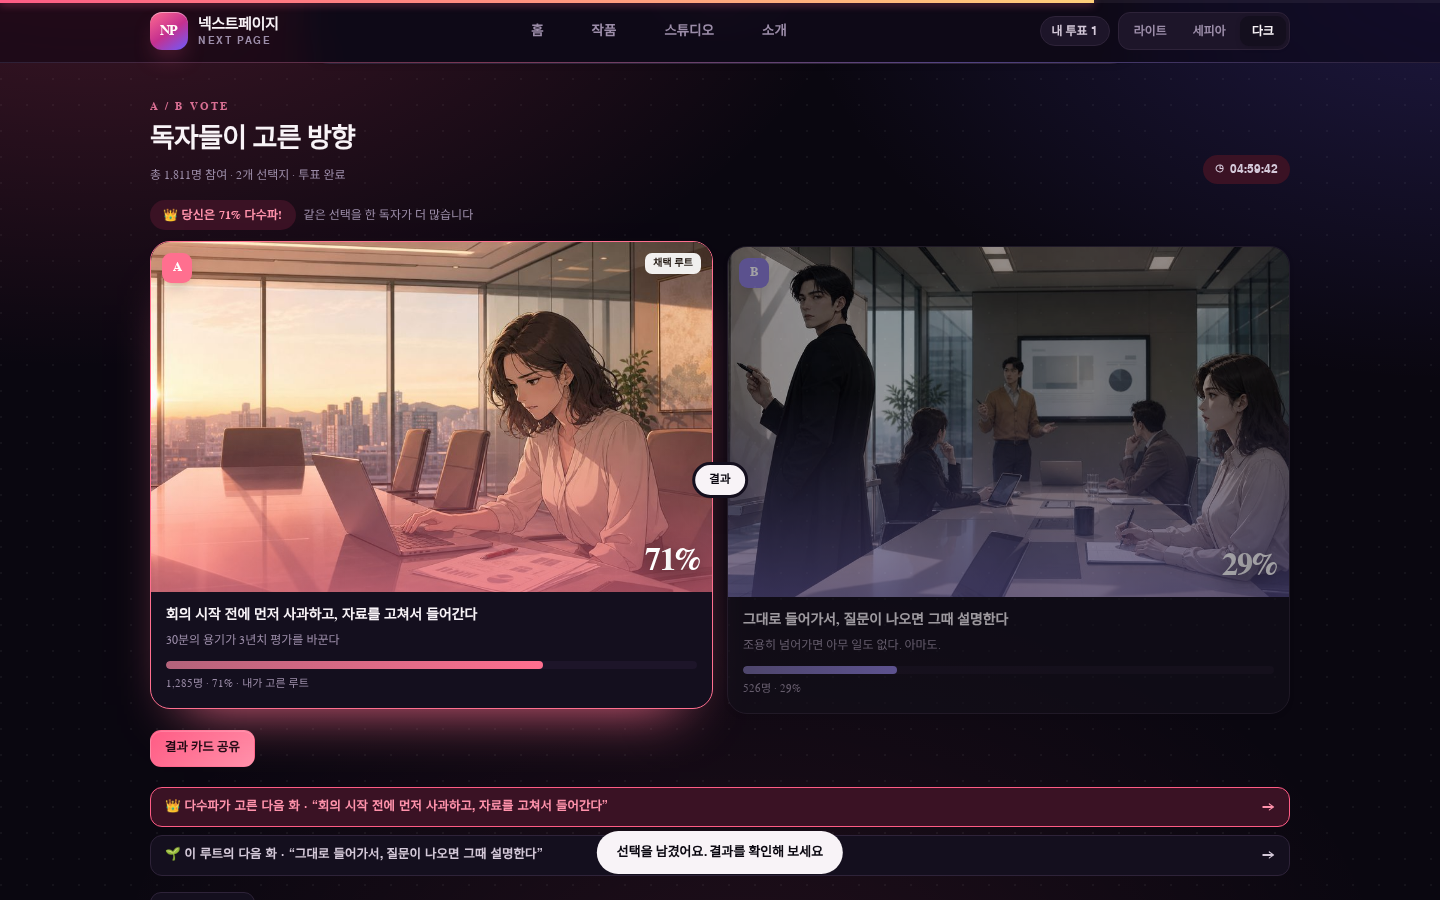 NP
넥스트페이지
NEXT PAGE
홈
작품
스튜디오
소개
내 투표 1
라이트
세피아
다크
A / B VOTE
독자들이 고른 방향
총 1,811명 참여 · 2개 선택지 · 투표 완료
04:59:42
👑 당신은 71% 다수파!
같은 선택을 한 독자가 더 많습니다
A
채택 루트
71%
회의 시작 전에 먼저 사과하고, 자료를 고쳐서 들어간다
30분의 용기가 3년치 평가를 바꾼다
1,285명 · 71% · 내가 고른 루트
결과
B
29%
그대로 들어가서, 질문이 나오면 그때 설명한다
조용히 넘어가면 아무 일도 없다. 아마도.
526명 · 29%
결과 카드 공유
👑 다수파가 고른 다음 화 · “회의 시작 전에 먼저 사과하고, 자료를 고쳐서 들어간다” →
🌱 이 루트의 다음 화 · “그대로 들어가서, 질문이 나오면 그때 설명한다” →
선택을 남겼어요. 결과를 확인해 보세요